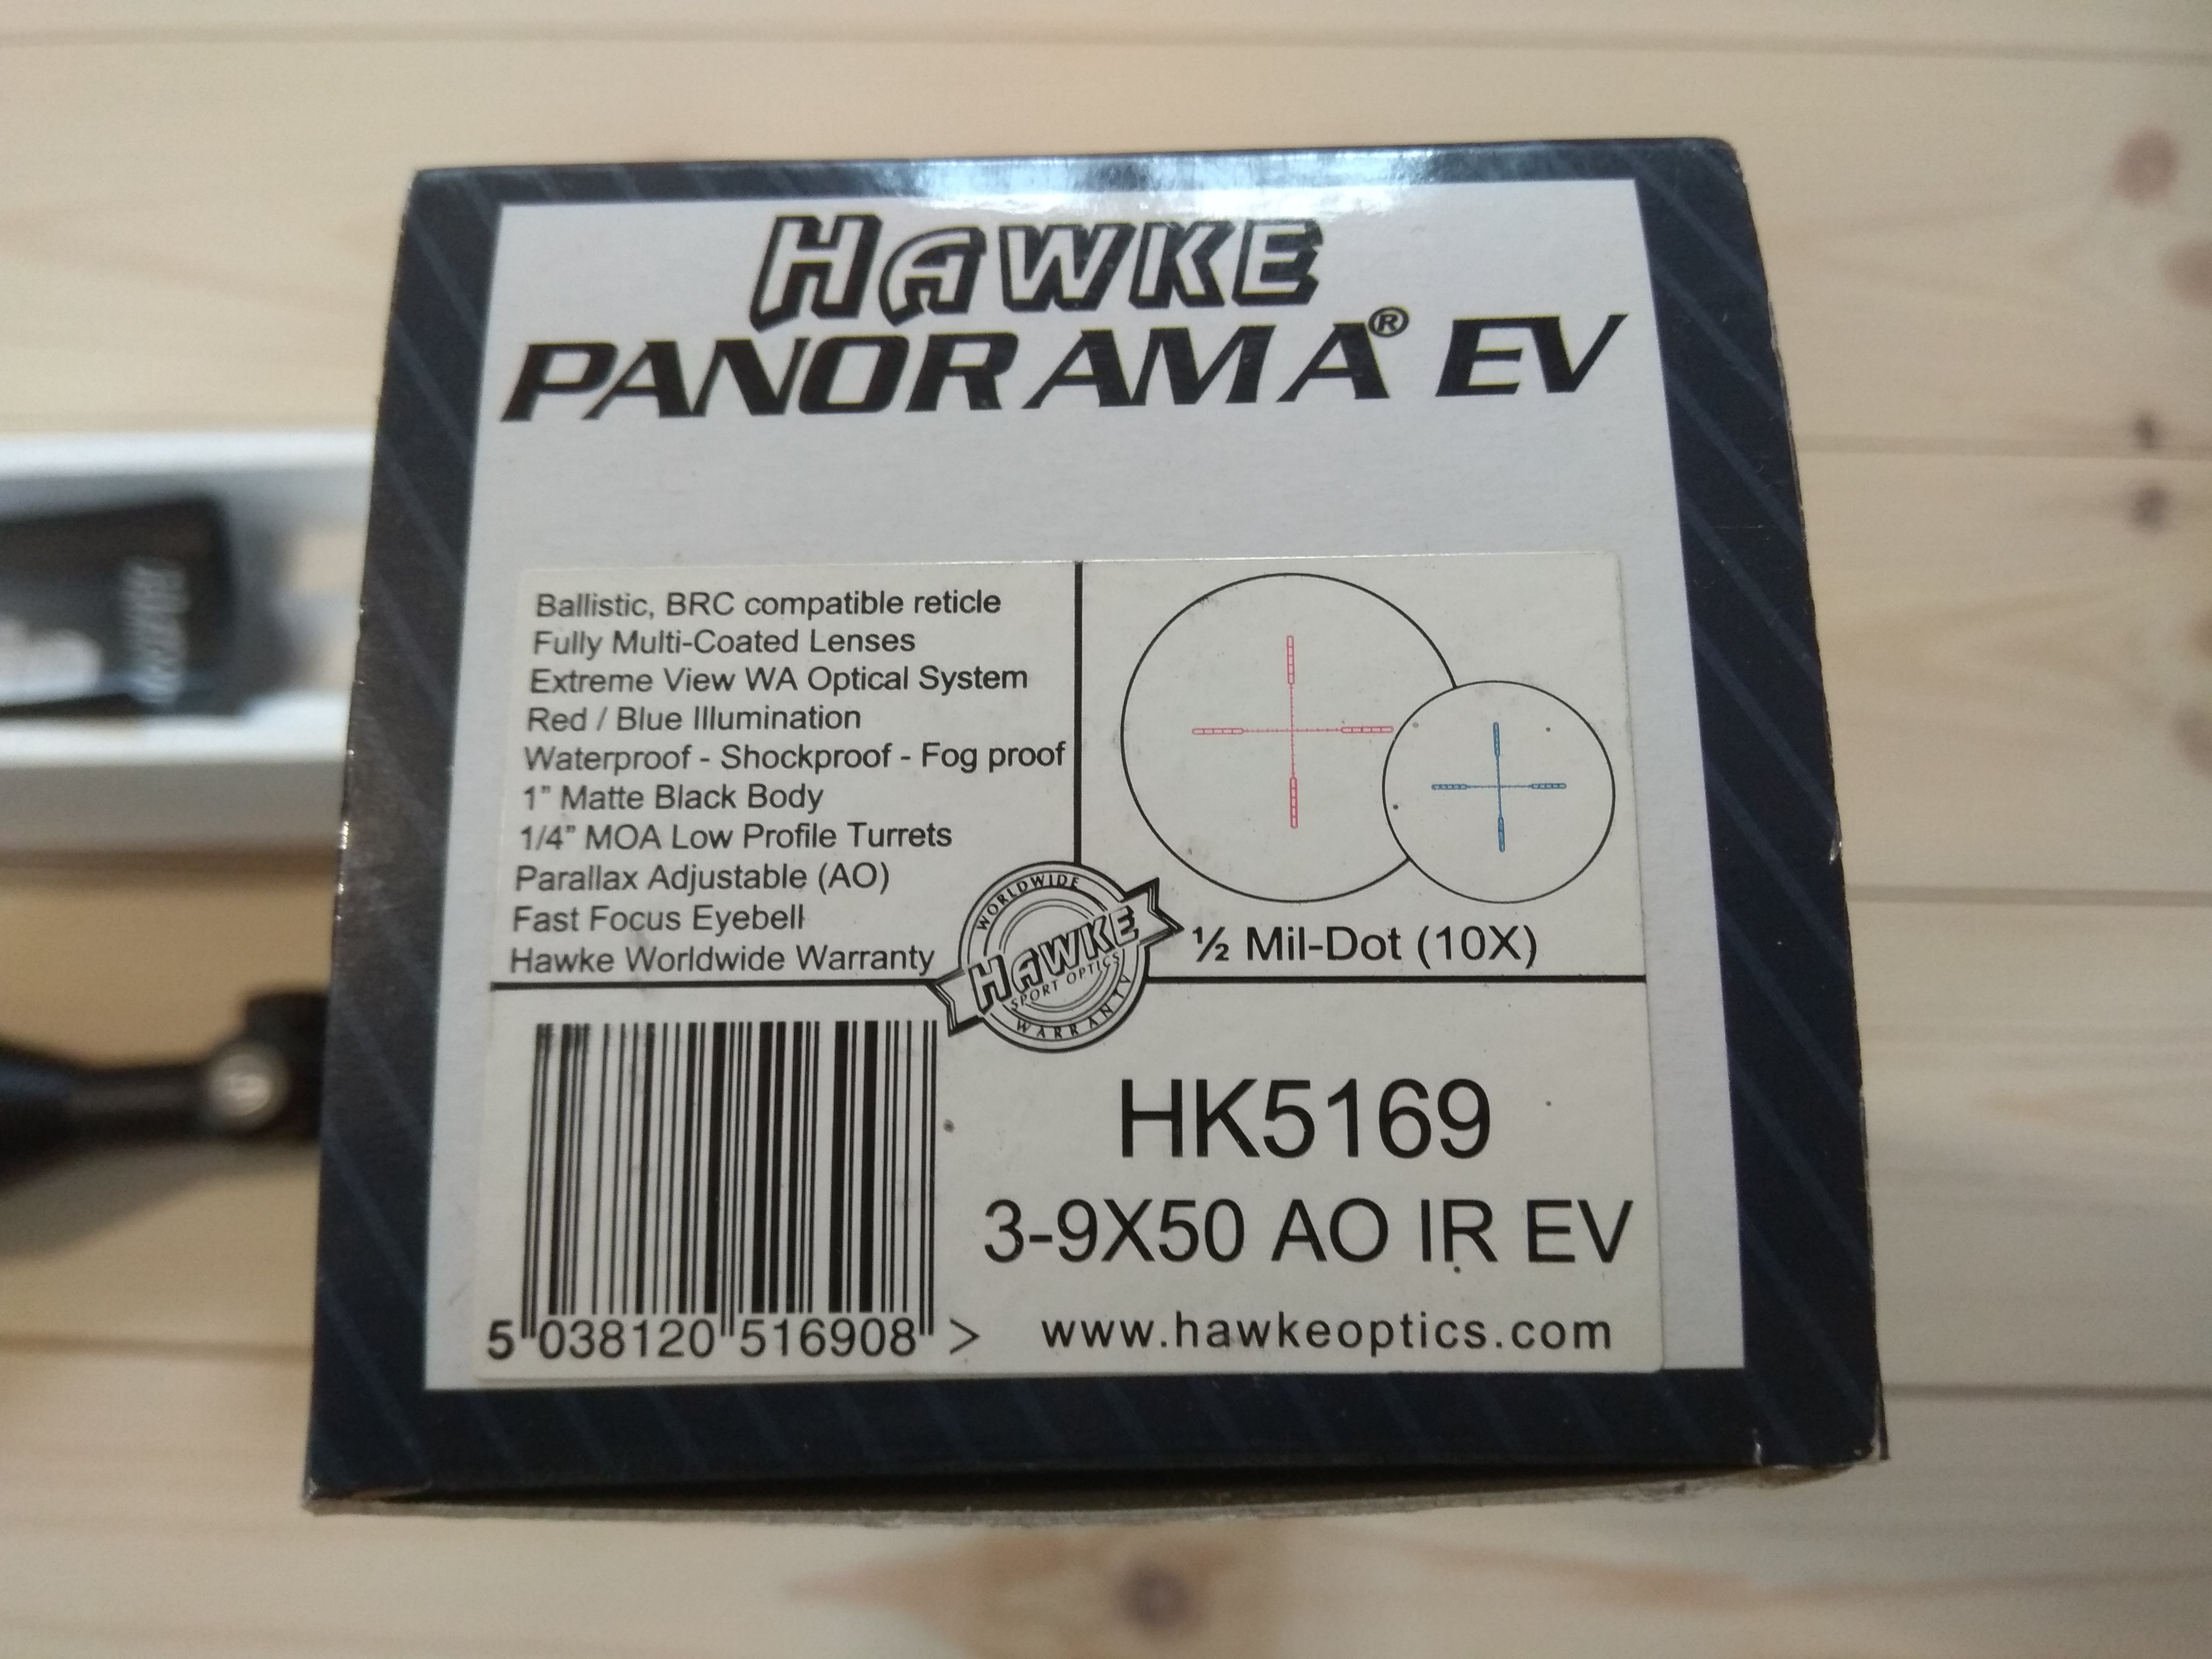 HAWKE
PANORAMA® EV
Ballistic, BRC compatible reticle
Fully Multi-Coated Lenses
Extreme View WA Optical System
Red / Blue Illumination
Waterproof - Shockproof - Fog proof
1” Matte Black Body
1/4” MOA Low Profile Turrets
Parallax Adjustable (AO)
Fast Focus Eyebell
Hawke Worldwide Warranty
½ Mil-Dot (10X)
WORLDWIDE
HAWKE
SPORT OPTICS
WARRANTY
HK5169
3-9X50 AO IR EV
5 038120 516908 >
www.hawkeoptics.com